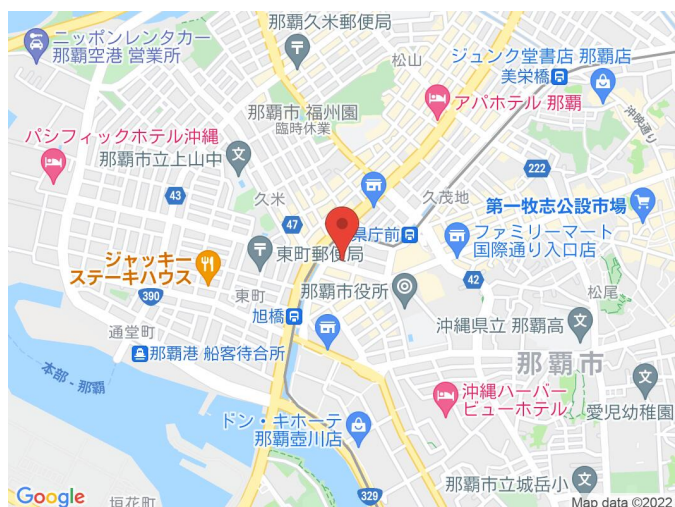 ニッポンレンタカー
那覇空港 営業所
那覇久米郵便局
松山
ジュンク堂書店 那覇店
美栄橋
那覇市 福州園
臨時休業
アパホテル 那覇
沖映通り
パシフィックホテル沖縄
那覇市立上山中
222
43
久米
久茂地
第一牧志公設市場
47
県庁前
ファミリーマート
国際通り入口店
東町郵便局
ジャッキー
ステーキハウス
42
那覇市役所
松尾
390
東町
旭橋
沖縄県立 那覇高
通堂町
那覇港 船客待合所
那覇市
本部 - 那覇
沖縄ハーバー
ビューホテル
愛児幼稚園
ドン・キホーテ
那覇壺川店
那覇市立城岳小
329
Google
垣花町
Map data ©2022